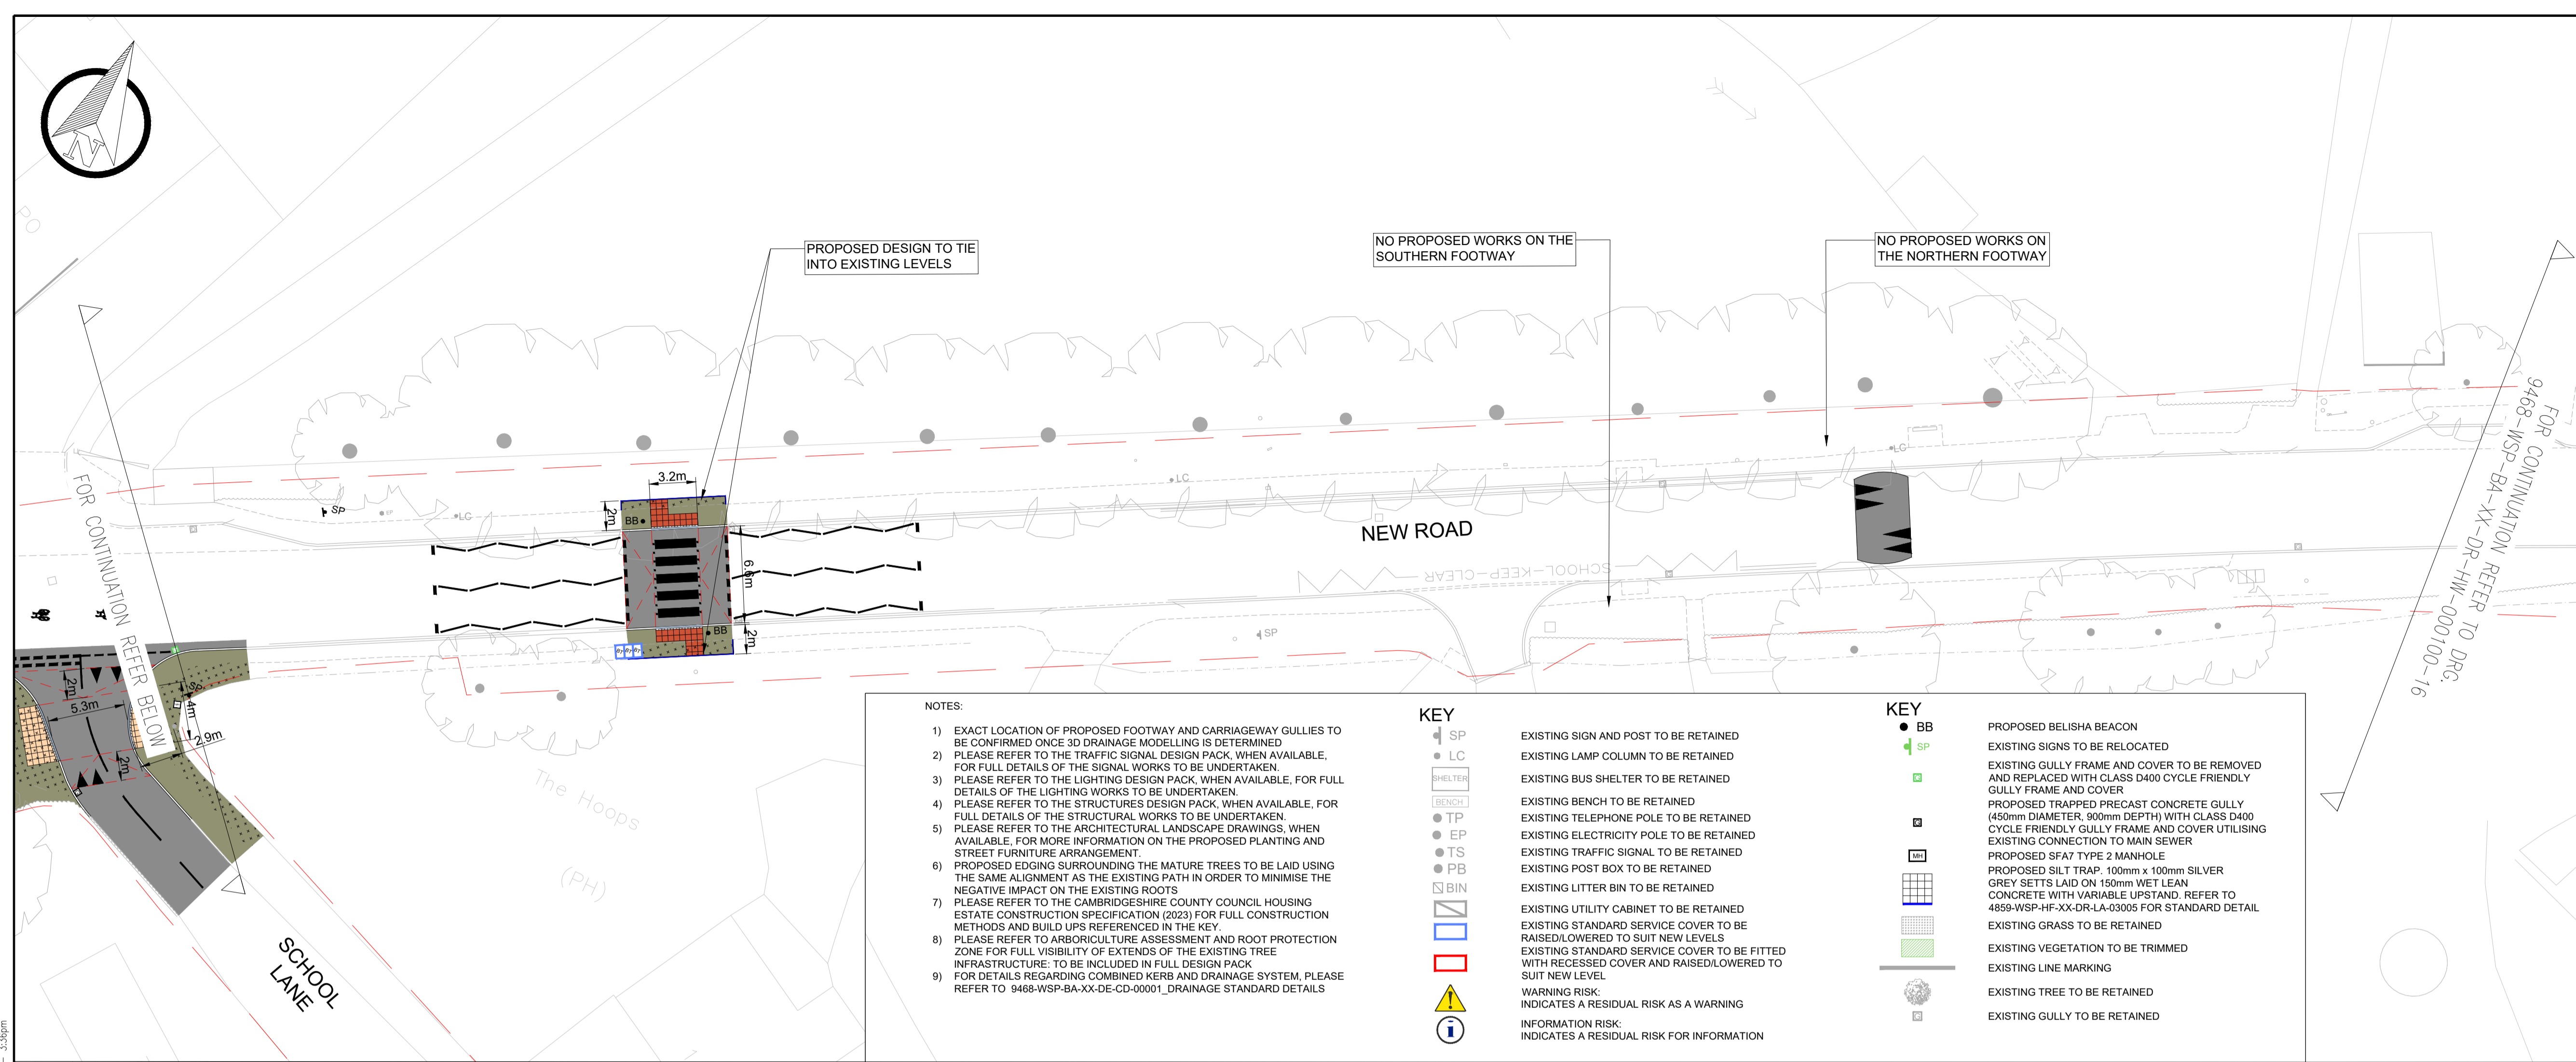 N
PROPOSED DESIGN TO TIE
INTO EXISTING LEVELS
NO PROPOSED WORKS ON THE
SOUTHERN FOOTWAY
NO PROPOSED WORKS ON
THE NORTHERN FOOTWAY
FOR CONTINUATION REFER TO DRG.
9468-WSP-BA-XX-DR-HW-000100-16
FOR CONTINUATION REFER BELOW
SP
EP
LC
3.2m
2m
BB
6.6m
BB
2m
BT
BT
BT
LC
LC
NEW ROAD
SCHOOL-KEEP-CLEAR
SP
SP
4m
2m
5.3m
2.9m
2m
The Hoops
(PH)
SCHOOL
LANE
3:36pm
NOTES:
1) EXACT LOCATION OF PROPOSED FOOTWAY AND CARRIAGEWAY GULLIES TO
BE CONFIRMED ONCE 3D DRAINAGE MODELLING IS DETERMINED
2) PLEASE REFER TO THE TRAFFIC SIGNAL DESIGN PACK, WHEN AVAILABLE,
FOR FULL DETAILS OF THE SIGNAL WORKS TO BE UNDERTAKEN.
3) PLEASE REFER TO THE LIGHTING DESIGN PACK, WHEN AVAILABLE, FOR FULL
DETAILS OF THE LIGHTING WORKS TO BE UNDERTAKEN.
4) PLEASE REFER TO THE STRUCTURES DESIGN PACK, WHEN AVAILABLE, FOR
FULL DETAILS OF THE STRUCTURAL WORKS TO BE UNDERTAKEN.
5) PLEASE REFER TO THE ARCHITECTURAL LANDSCAPE DRAWINGS, WHEN
AVAILABLE, FOR MORE INFORMATION ON THE PROPOSED PLANTING AND
STREET FURNITURE ARRANGEMENT.
6) PROPOSED EDGING SURROUNDING THE MATURE TREES TO BE LAID USING
THE SAME ALIGNMENT AS THE EXISTING PATH IN ORDER TO MINIMISE THE
NEGATIVE IMPACT ON THE EXISTING ROOTS
7) PLEASE REFER TO THE CAMBRIDGESHIRE COUNTY COUNCIL HOUSING
ESTATE CONSTRUCTION SPECIFICATION (2023) FOR FULL CONSTRUCTION
METHODS AND BUILD UPS REFERENCED IN THE KEY.
8) PLEASE REFER TO ARBORICULTURE ASSESSMENT AND ROOT PROTECTION
ZONE FOR FULL VISIBILITY OF EXTENDS OF THE EXISTING TREE
INFRASTRUCTURE: TO BE INCLUDED IN FULL DESIGN PACK
9) FOR DETAILS REGARDING COMBINED KERB AND DRAINAGE SYSTEM, PLEASE
REFER TO 9468-WSP-BA-XX-DE-CD-00001_DRAINAGE STANDARD DETAILS
KEY
SP EXISTING SIGN AND POST TO BE RETAINED
LC EXISTING LAMP COLUMN TO BE RETAINED
SHELTER EXISTING BUS SHELTER TO BE RETAINED
BENCH EXISTING BENCH TO BE RETAINED
TP EXISTING TELEPHONE POLE TO BE RETAINED
EP EXISTING ELECTRICITY POLE TO BE RETAINED
TS EXISTING TRAFFIC SIGNAL TO BE RETAINED
PB EXISTING POST BOX TO BE RETAINED
BIN EXISTING LITTER BIN TO BE RETAINED
EXISTING UTILITY CABINET TO BE RETAINED
EXISTING STANDARD SERVICE COVER TO BE
RAISED/LOWERED TO SUIT NEW LEVELS
EXISTING STANDARD SERVICE COVER TO BE FITTED
WITH RECESSED COVER AND RAISED/LOWERED TO
SUIT NEW LEVEL
WARNING RISK:
INDICATES A RESIDUAL RISK AS A WARNING
INFORMATION RISK:
INDICATES A RESIDUAL RISK FOR INFORMATION
KEY
BB PROPOSED BELISHA BEACON
SP EXISTING SIGNS TO BE RELOCATED
EXISTING GULLY FRAME AND COVER TO BE REMOVED
AND REPLACED WITH CLASS D400 CYCLE FRIENDLY
GULLY FRAME AND COVER
PROPOSED TRAPPED PRECAST CONCRETE GULLY
(450mm DIAMETER, 900mm DEPTH) WITH CLASS D400
CYCLE FRIENDLY GULLY FRAME AND COVER UTILISING
EXISTING CONNECTION TO MAIN SEWER
MH PROPOSED SFA7 TYPE 2 MANHOLE
PROPOSED SILT TRAP. 100mm x 100mm SILVER
GREY SETTS LAID ON 150mm WET LEAN
CONCRETE WITH VARIABLE UPSTAND. REFER TO
4859-WSP-HF-XX-DR-LA-03005 FOR STANDARD DETAIL
EXISTING GRASS TO BE RETAINED
EXISTING VEGETATION TO BE TRIMMED
EXISTING LINE MARKING
EXISTING TREE TO BE RETAINED
EXISTING GULLY TO BE RETAINED